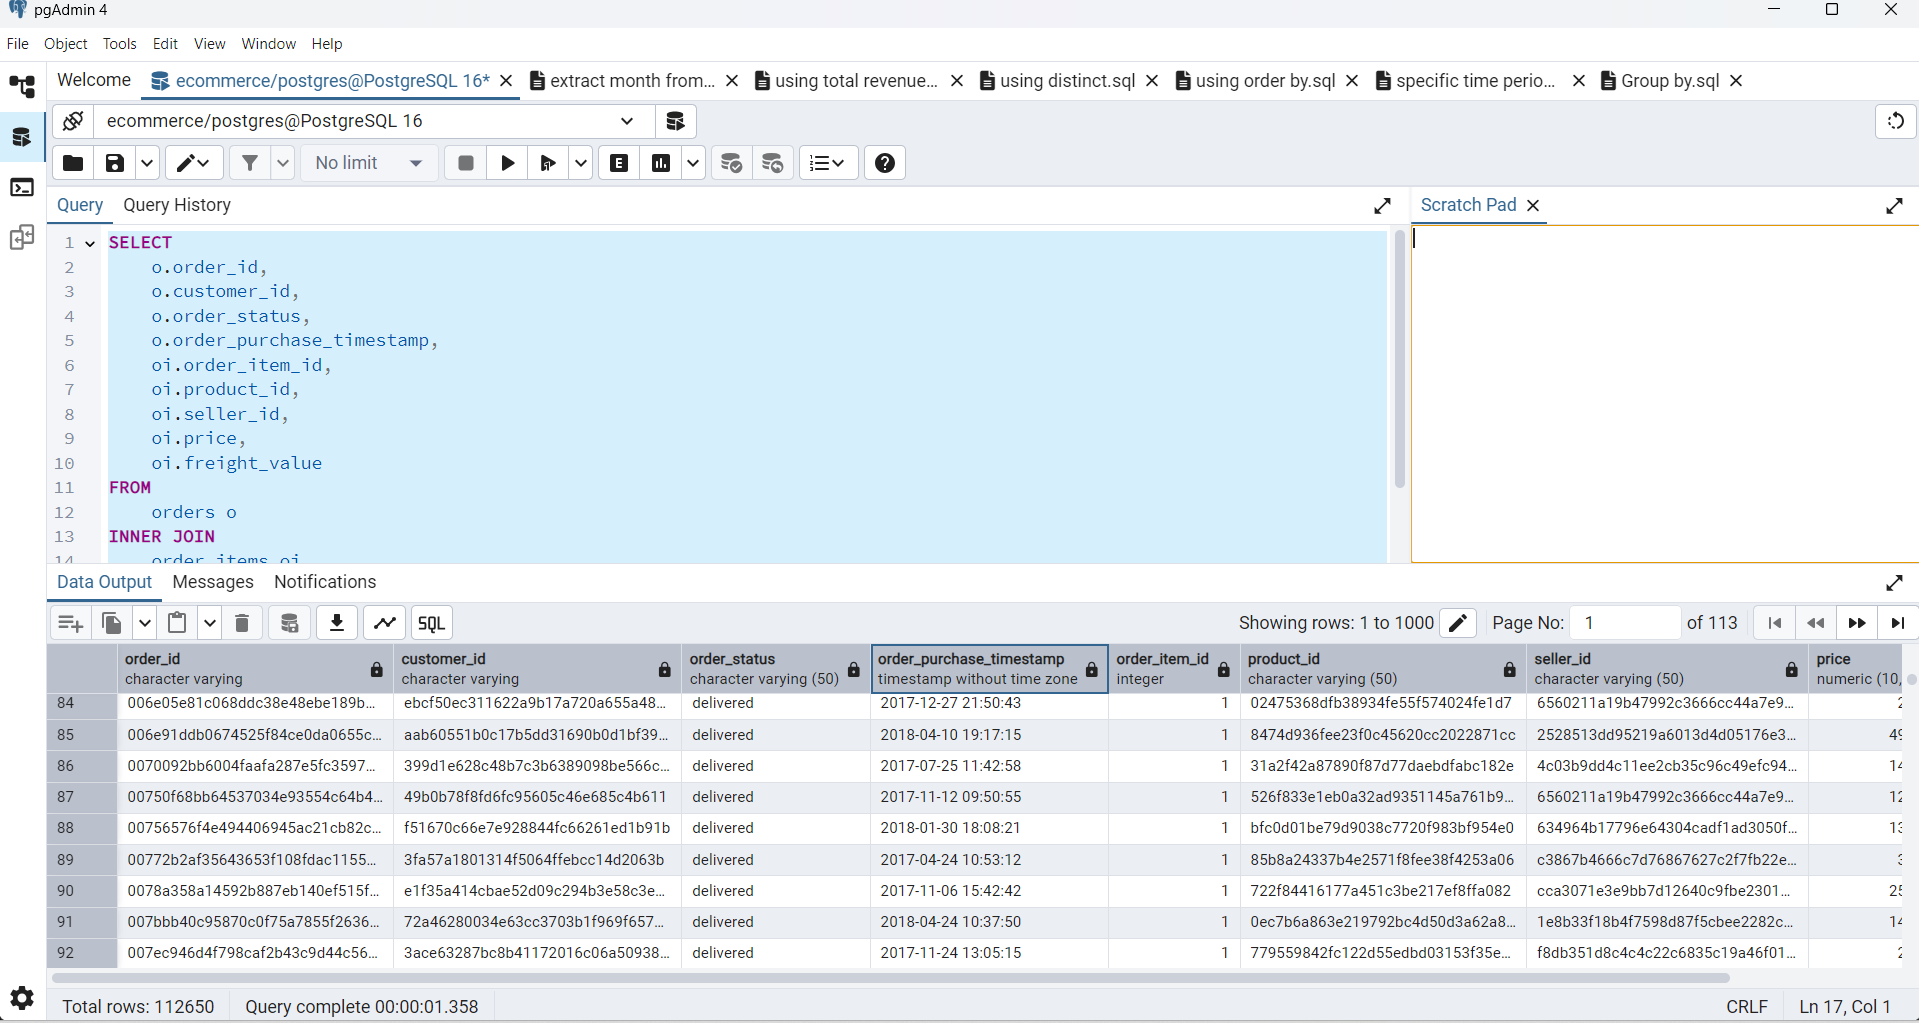 pgAdmin 4
File Object Tools Edit View Window Help
Welcome ecommerce/postgres@PostgreSQL 16* extract month from... using total revenue... using distinct.sql using order by.sql specific time perio... Group by.sql
ecommerce/postgres@PostgreSQL 16
No limit E
Query Query History Scratch Pad
1 SELECT
2 o.order_id,
3 o.customer_id,
4 o.order_status,
5 o.order_purchase_timestamp,
6 oi.order_item_id,
7 oi.product_id,
8 oi.seller_id,
9 oi.price,
10 oi.freight_value
11 FROM
12 orders o
13 INNER JOIN
14 order_items oi
Data Output Messages Notifications
SQL Showing rows: 1 to 1000 Page No: 1 of 113
order_id customer_id order_status order_purchase_timestamp order_item_id product_id seller_id price
character varying character varying character varying (50) timestamp without time zone integer character varying (50) character varying (50) numeric (10,
84 006e05e81c068ddc38e48ebe189b... ebcf50ec311622a9b17a720a655a48... delivered 2017-12-27 21:50:43 1 02475368dfb38934fe55f574024fe1d7 6560211a19b47992c3666cc44a7e9... 2
85 006e91ddb0674525f84ce0da0655c... aab60551b0c17b5dd31690b0d1bf39... delivered 2018-04-10 19:17:15 1 8474d936fee23f0c45620cc2022871cc 2528513dd95219a6013d4d05176e3... 49
86 0070092bb6004faafa287e5fc3597... 399d1e628c48b7c3b6389098be566c... delivered 2017-07-25 11:42:58 1 31a2f42a87890f87d77daebdfabc182e 4c03b9dd4c11ee2cb35c96c49efc94... 14
87 00750f68bb64537034e93554c64b4... 49b0b78f8fd6fc95605c46e685c4b611 delivered 2017-11-12 09:50:55 1 526f833e1eb0a32ad9351145a761b9... 6560211a19b47992c3666cc44a7e9... 12
88 00756576f4e494406945ac21cb82c... f51670c66e7e928844fc66261ed1b91b delivered 2018-01-30 18:08:21 1 bfc0d01be79d9038c7720f983bf954e0 634964b17796e64304cadf1ad3050f... 13
89 00772b2af35643653f108fdac1155... 3fa57a1801314f5064ffebcc14d2063b delivered 2017-04-24 10:53:12 1 85b8a24337b4e2571f8fee38f4253a06 c3867b4666c7d76867627c2f7fb22e... 3
90 0078a358a14592b887eb140ef515f... e1f35a414cbae52d09c294b3e58c3e... delivered 2017-11-06 15:42:42 1 722f84416177a451c3be217ef8ffa082 cca3071e3e9bb7d12640c9fbe2301... 25
91 007bbb40c95870c0f75a7855f2636... 72a46280034e63cc3703b1f969f657... delivered 2018-04-24 10:37:50 1 0ec7b6a863e219792bc4d50d3a62a8... 1e8b33f18b4f7598d87f5cbee2282c... 14
92 007ec946d4f798caf2b43c9d44c56... 3ace63287bc8b41172016c06a50938... delivered 2017-11-24 13:05:15 1 779559842fc122d55edbd03153f35e... f8db351d8c4c4c22c6835c19a46f01... 2
Total rows: 112650 Query complete 00:00:01.358 CRLF Ln 17, Col 1